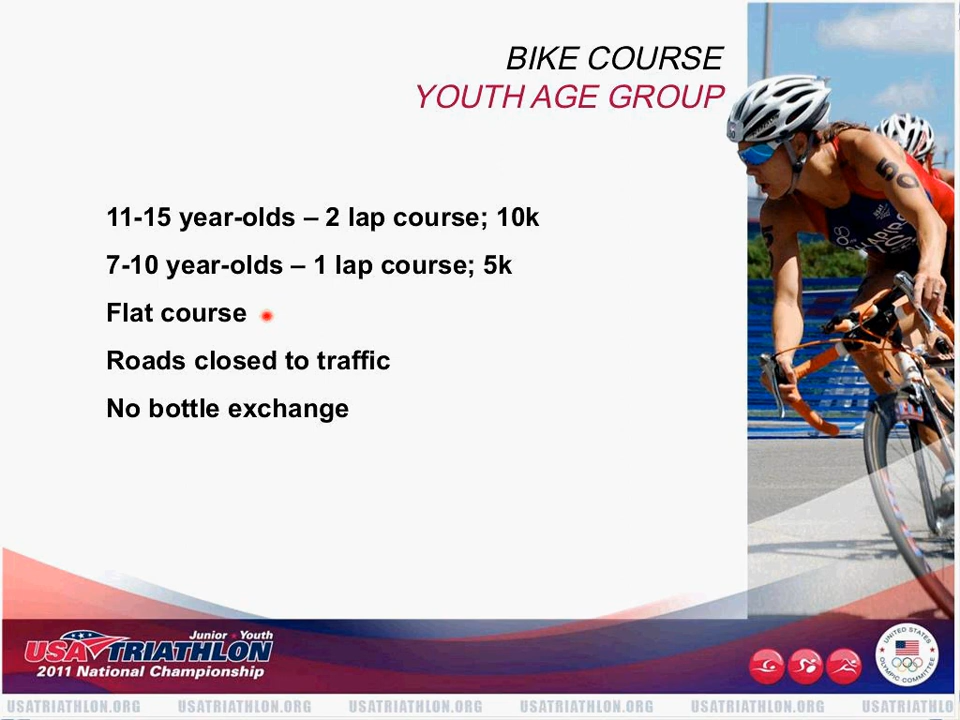 BIKE COURSE
YOUTH AGE GROUP
11-15 year-olds – 2 lap course; 10k
7-10 year-olds – 1 lap course; 5k
Flat course
Roads closed to traffic
No bottle exchange
50
Junior Youth
USA TRIATHLON
2011 National Championship
UNITED STATES
OLYMPIC COMMITTEE
USATRIATHLON.ORG USATRIATHLON.ORG USATRIATHLON.ORG USATRIATHLON.ORG USATRIATHLON.ORG USATRIATHLO